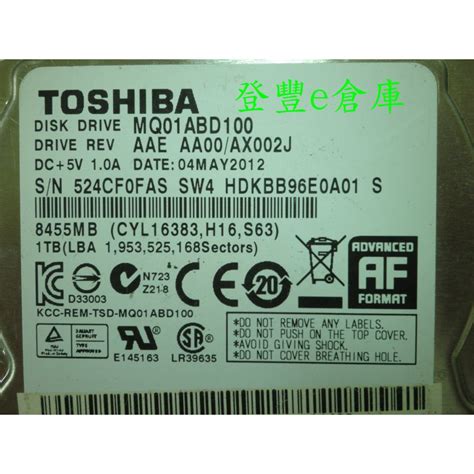 登豐e倉庫
TOSHIBA
DISK DRIVE MQ01ABD100
DRIVE REV AAE AA00/AX002J
DC+5V 1.0A DATE:04MAY2012
S/N 524CF0FAS SW4 HDKBB96E0A01 S
8455MB (CYL16383,H16,S63)
1TB(LBA 1,953,525,168Sectors)
ADVANCED
AF
FORMAT
D33003
N723
Z218
CE
20
KCC-REM-TSD-MQ01ABD100
*DO NOT REMOVE ANY LABELS.
*DO NOT PUSH ON THE TOP COVER.
*AVOID GIVING SHOCK.
*DO NOT COVER BREATHING HOLE.
E145163
LR39635